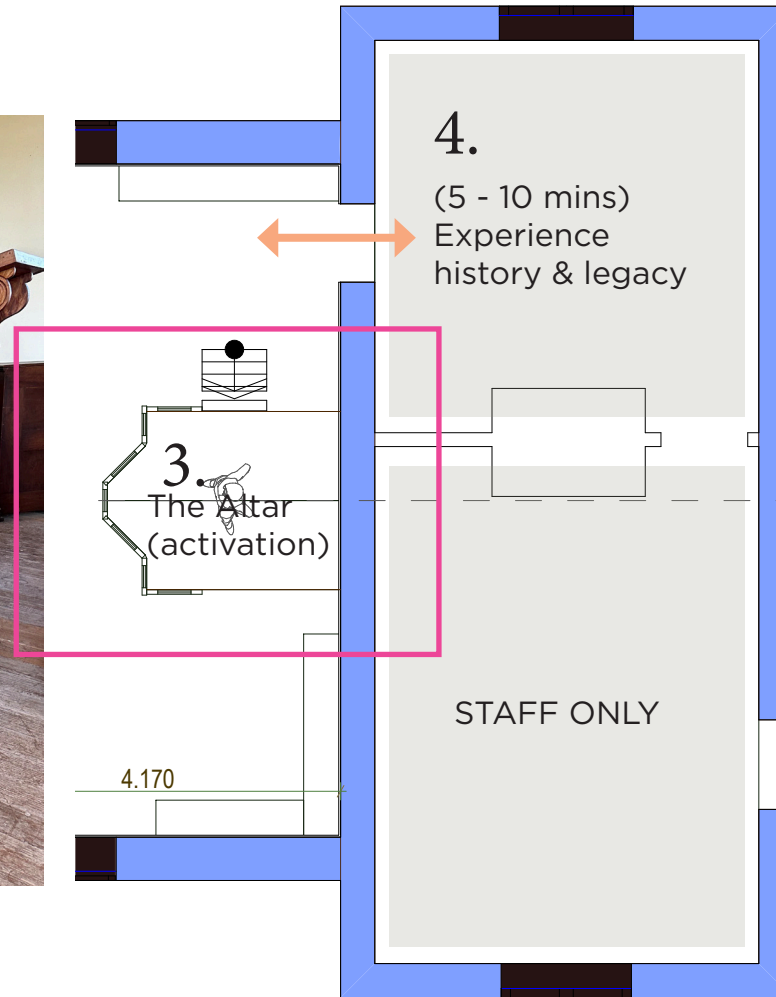 4.
(5 - 10 mins)
Experience
history & legacy
3.
The Altar
(activation)
STAFF ONLY
4.170